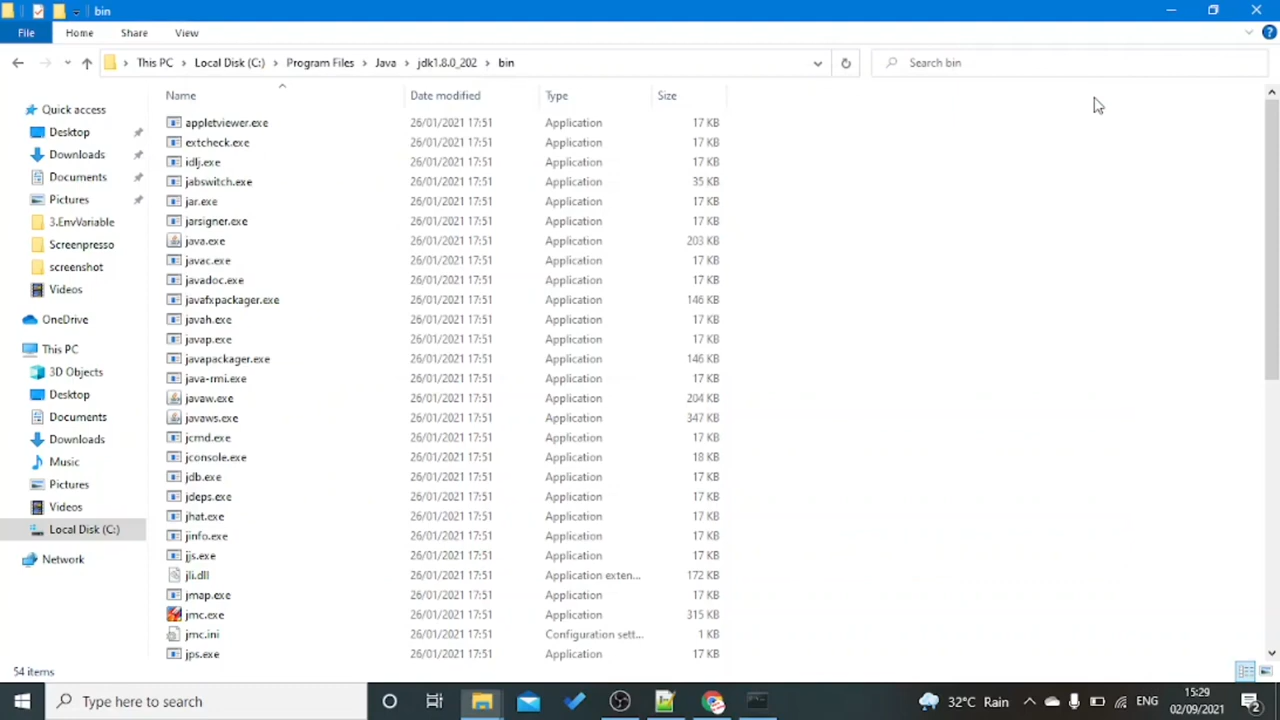 bin
File Home Share View
This PC Local Disk (C:) Program Files Java jdk1.8.0_202 bin Search bin
Name Date modified Type Size
Quick access
Desktop
Downloads
Documents
Pictures
3.EnvVariable
Screenpresso
screenshot
Videos
OneDrive
This PC
3D Objects
Desktop
Documents
Downloads
Music
Pictures
Videos
Local Disk (C:)
Network
appletviewer.exe 26/01/2021 17:51 Application 17 KB
extcheck.exe 26/01/2021 17:51 Application 17 KB
idlj.exe 26/01/2021 17:51 Application 17 KB
jabswitch.exe 26/01/2021 17:51 Application 35 KB
jar.exe 26/01/2021 17:51 Application 17 KB
jarsigner.exe 26/01/2021 17:51 Application 17 KB
java.exe 26/01/2021 17:51 Application 203 KB
javac.exe 26/01/2021 17:51 Application 17 KB
javadoc.exe 26/01/2021 17:51 Application 17 KB
javafxpackager.exe 26/01/2021 17:51 Application 146 KB
javah.exe 26/01/2021 17:51 Application 17 KB
javap.exe 26/01/2021 17:51 Application 17 KB
javapackager.exe 26/01/2021 17:51 Application 146 KB
java-rmi.exe 26/01/2021 17:51 Application 17 KB
javaw.exe 26/01/2021 17:51 Application 204 KB
javaws.exe 26/01/2021 17:51 Application 347 KB
jcmd.exe 26/01/2021 17:51 Application 17 KB
jconsole.exe 26/01/2021 17:51 Application 18 KB
jdb.exe 26/01/2021 17:51 Application 17 KB
jdeps.exe 26/01/2021 17:51 Application 17 KB
jhat.exe 26/01/2021 17:51 Application 17 KB
jinfo.exe 26/01/2021 17:51 Application 17 KB
jjs.exe 26/01/2021 17:51 Application 17 KB
jli.dll 26/01/2021 17:51 Application exten... 172 KB
jmap.exe 26/01/2021 17:51 Application 17 KB
jmc.exe 26/01/2021 17:51 Application 315 KB
jmc.ini 26/01/2021 17:51 Configuration sett... 1 KB
jps.exe 26/01/2021 17:51 Application 17 KB
54 items
Type here to search
32°C Rain
ENG
15:29
02/09/2021
2